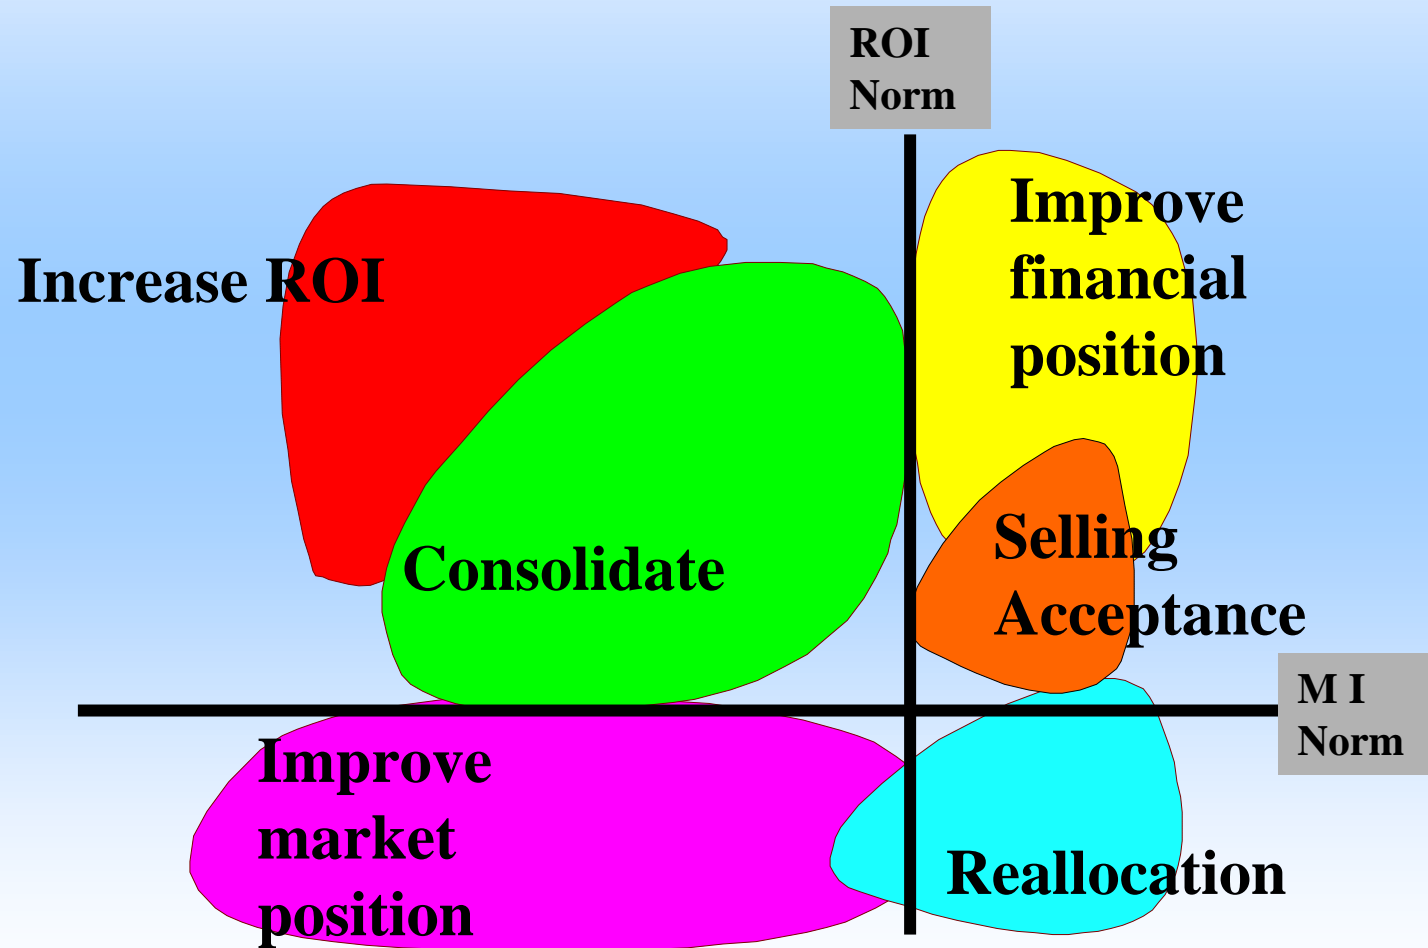 ROI
Norm
Improve
financial
position
Increase ROI
Selling
Acceptance
Consolidate
M I
Norm
Improve
market
position
Reallocation